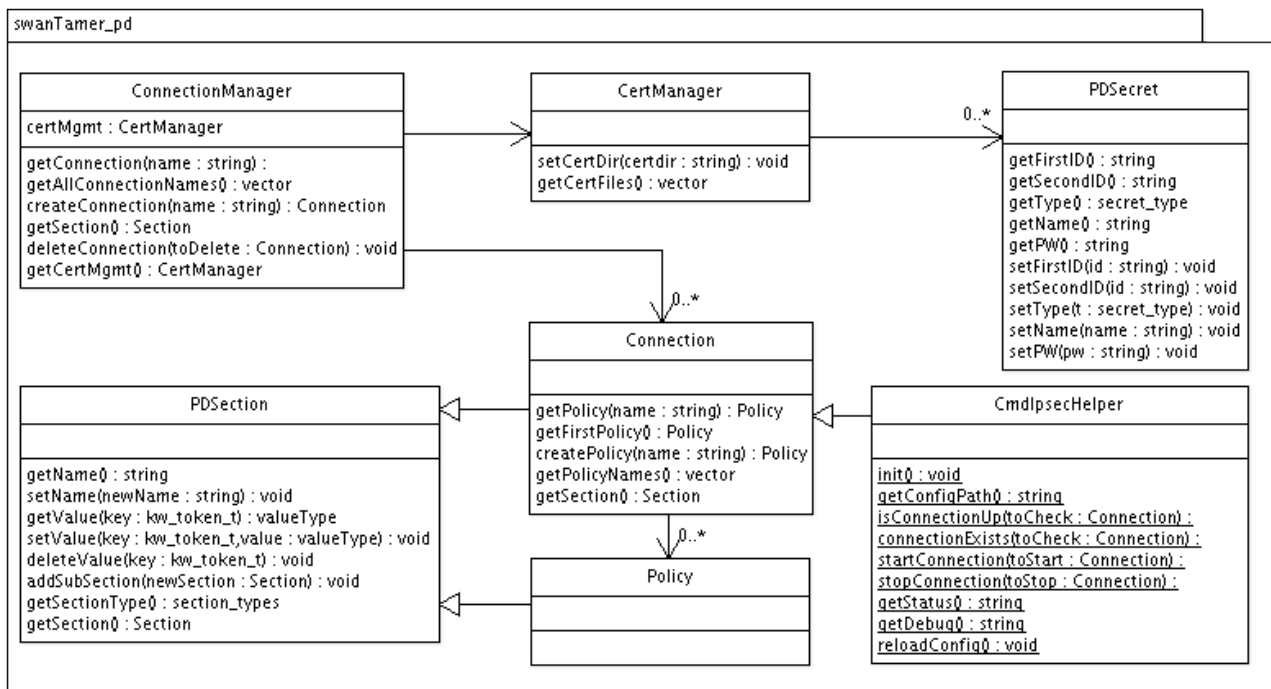 swanTamer_pd
ConnectionManager
certMgmt : CertManager
getConnection(name : string) :
getAllConnectionNames() : vector
createConnection(name : string) : Connection
getSection() : Section
deleteConnection(toDelete : Connection) : void
getCertMgmt() : CertManager
CertManager
setCertDir(certdir : string) : void
getCertFiles() : vector
0..*
PDSecret
getFirstID() : string
getSecondID() : string
getType() : secret_type
getName() : string
getPW() : string
setFirstID(id : string) : void
setSecondID(id : string) : void
setType(t : secret_type) : void
setName(name : string) : void
setPW(pw : string) : void
0..*
Connection
getPolicy(name : string) : Policy
getFirstPolicy() : Policy
createPolicy(name : string) : Policy
getPolicyNames() : vector
getSection() : Section
PDSection
getName() : string
setName(newName : string) : void
getValue(key : kw_token_t) : valueType
setValue(key : kw_token_t,value : valueType) : void
deleteValue(key : kw_token_t) : void
addSubSection(newSection : Section) : void
getSectionType() : section_types
getSection() : Section
0..*
Policy
CmdIpsecHelper
init() : void
getConfigPath() : string
isConnectionUp(toCheck : Connection) :
connectionExists(toCheck : Connection) :
startConnection(toStart : Connection) :
stopConnection(toStop : Connection) :
getStatus() : string
getDebug() : string
reloadConfig() : void